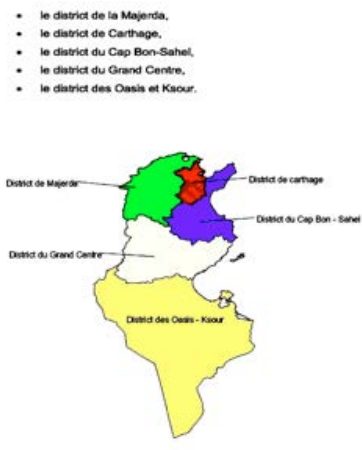 • le district de la Majerda,
• le district de Carthage,
• le district du Cap Bon-Sahel,
• le district du Grand Centre,
• le district des Oasis et Ksour.
District de Majerda
District de carthage
District du Cap Bon - Sahel
District du Grand Centre
District des Oasis - Ksour